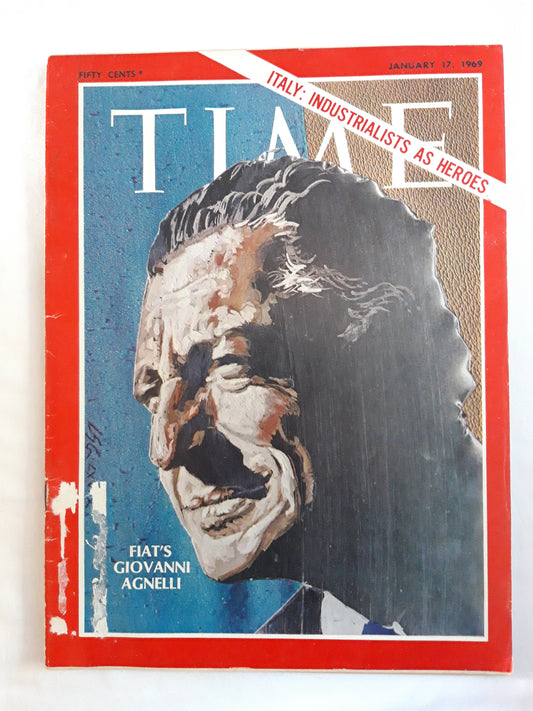 FIFTY CENTS
JANUARY 17, 1969
ITALY: INDUSTRIALISTS AS HEROES
TIME
FIAT'S
GIOVANNI
AGNELLI